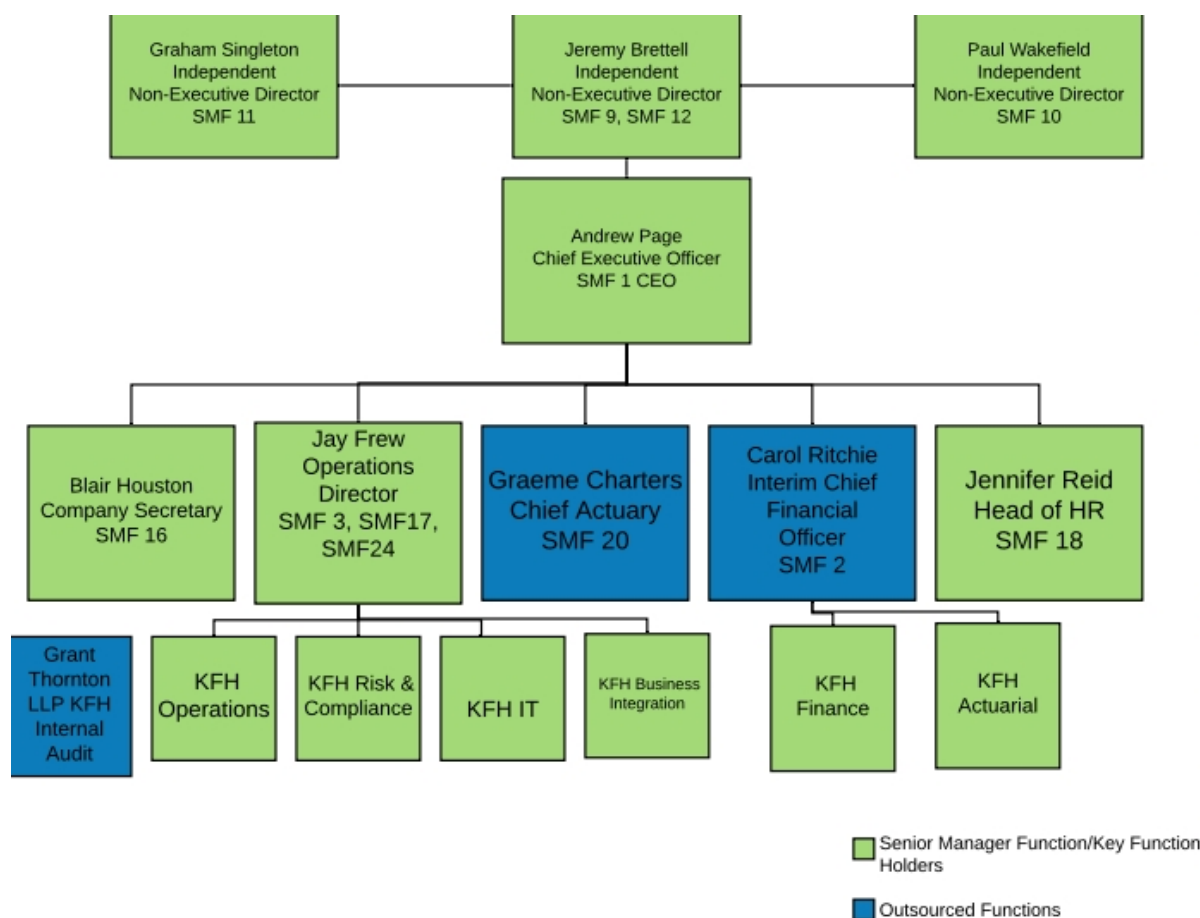 Graham Singleton
Independent
Non-Executive Director
SMF 11
Jeremy Brettell
Independent
Non-Executive Director
SMF 9, SMF 12
Paul Wakefield
Independent
Non-Executive Director
SMF 10
Andrew Page
Chief Executive Officer
SMF 1 CEO
Blair Houston
Company Secretary
SMF 16
Jay Frew
Operations
Director
SMF 3, SMF17,
SMF24
Graeme Charters
Chief Actuary
SMF 20
Carol Ritchie
Interim Chief
Financial
Officer
SMF 2
Jennifer Reid
Head of HR
SMF 18
Grant
Thornton
LLP KFH
Internal
Audit
KFH
Operations
KFH Risk &
Compliance
KFH IT
KFH Business
Integration
KFH
Finance
KFH
Actuarial
Senior Manager Function/Key Function
Holders
Outsourced Functions